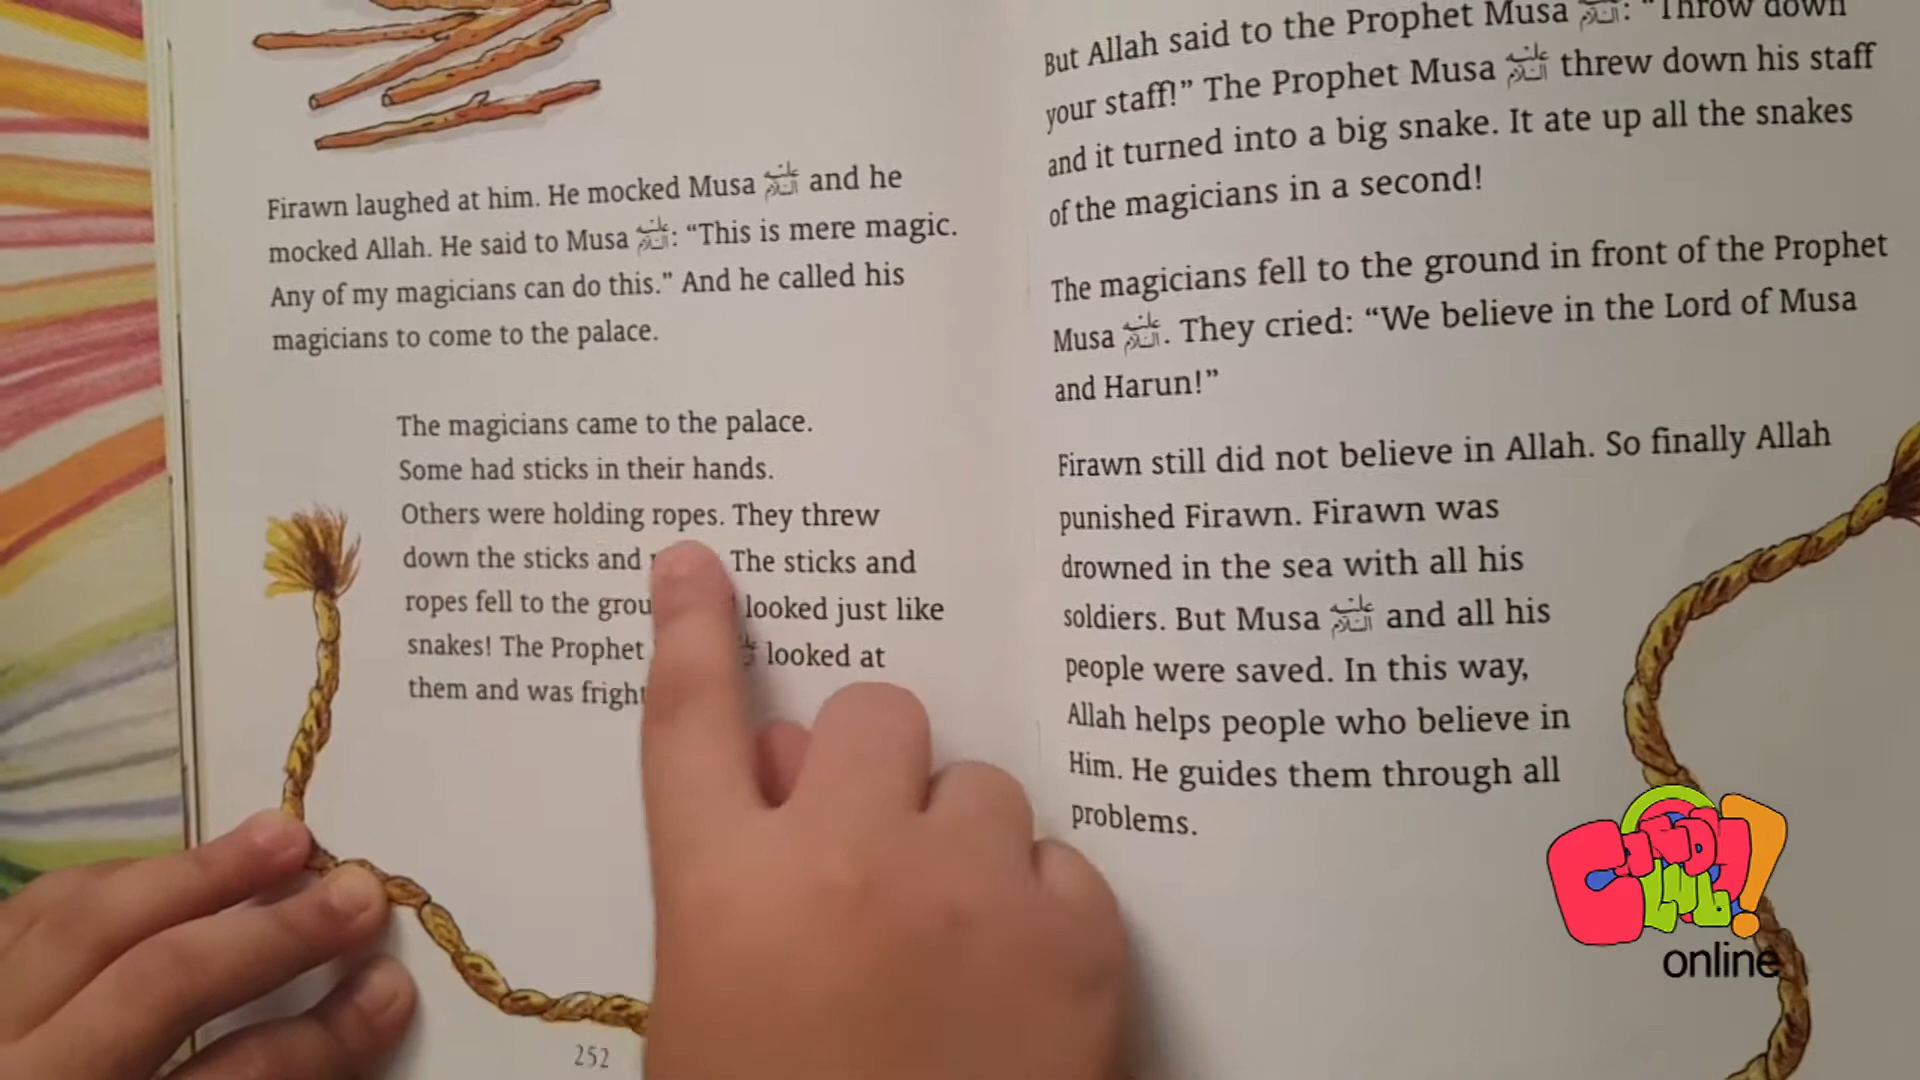 Firawn laughed at him. He mocked Musa عليه السلام and he
mocked Allah. He said to Musa عليه السلام: “This is mere magic.
Any of my magicians can do this.” And he called his
magicians to come to the palace.
The magicians came to the palace.
Some had sticks in their hands.
Others were holding ropes. They threw
down the sticks and The sticks and
ropes fell to the looked just like
snakes! The Prophet looked at
them and was
252
But Allah said to the Prophet Musa عليه السلام: “Throw down
your staff!” The Prophet Musa عليه السلام threw down his staff
and it turned into a big snake. It ate up all the snakes
of the magicians in a second!
The magicians fell to the ground in front of the Prophet
Musa عليه السلام. They cried: “We believe in the Lord of Musa
and Harun!”
Firawn still did not believe in Allah. So finally Allah
punished Firawn. Firawn was
drowned in the sea with all his
soldiers. But Musa عليه السلام and all his
people were saved. In this way,
Allah helps people who believe in
Him. He guides them through all
problems.
online